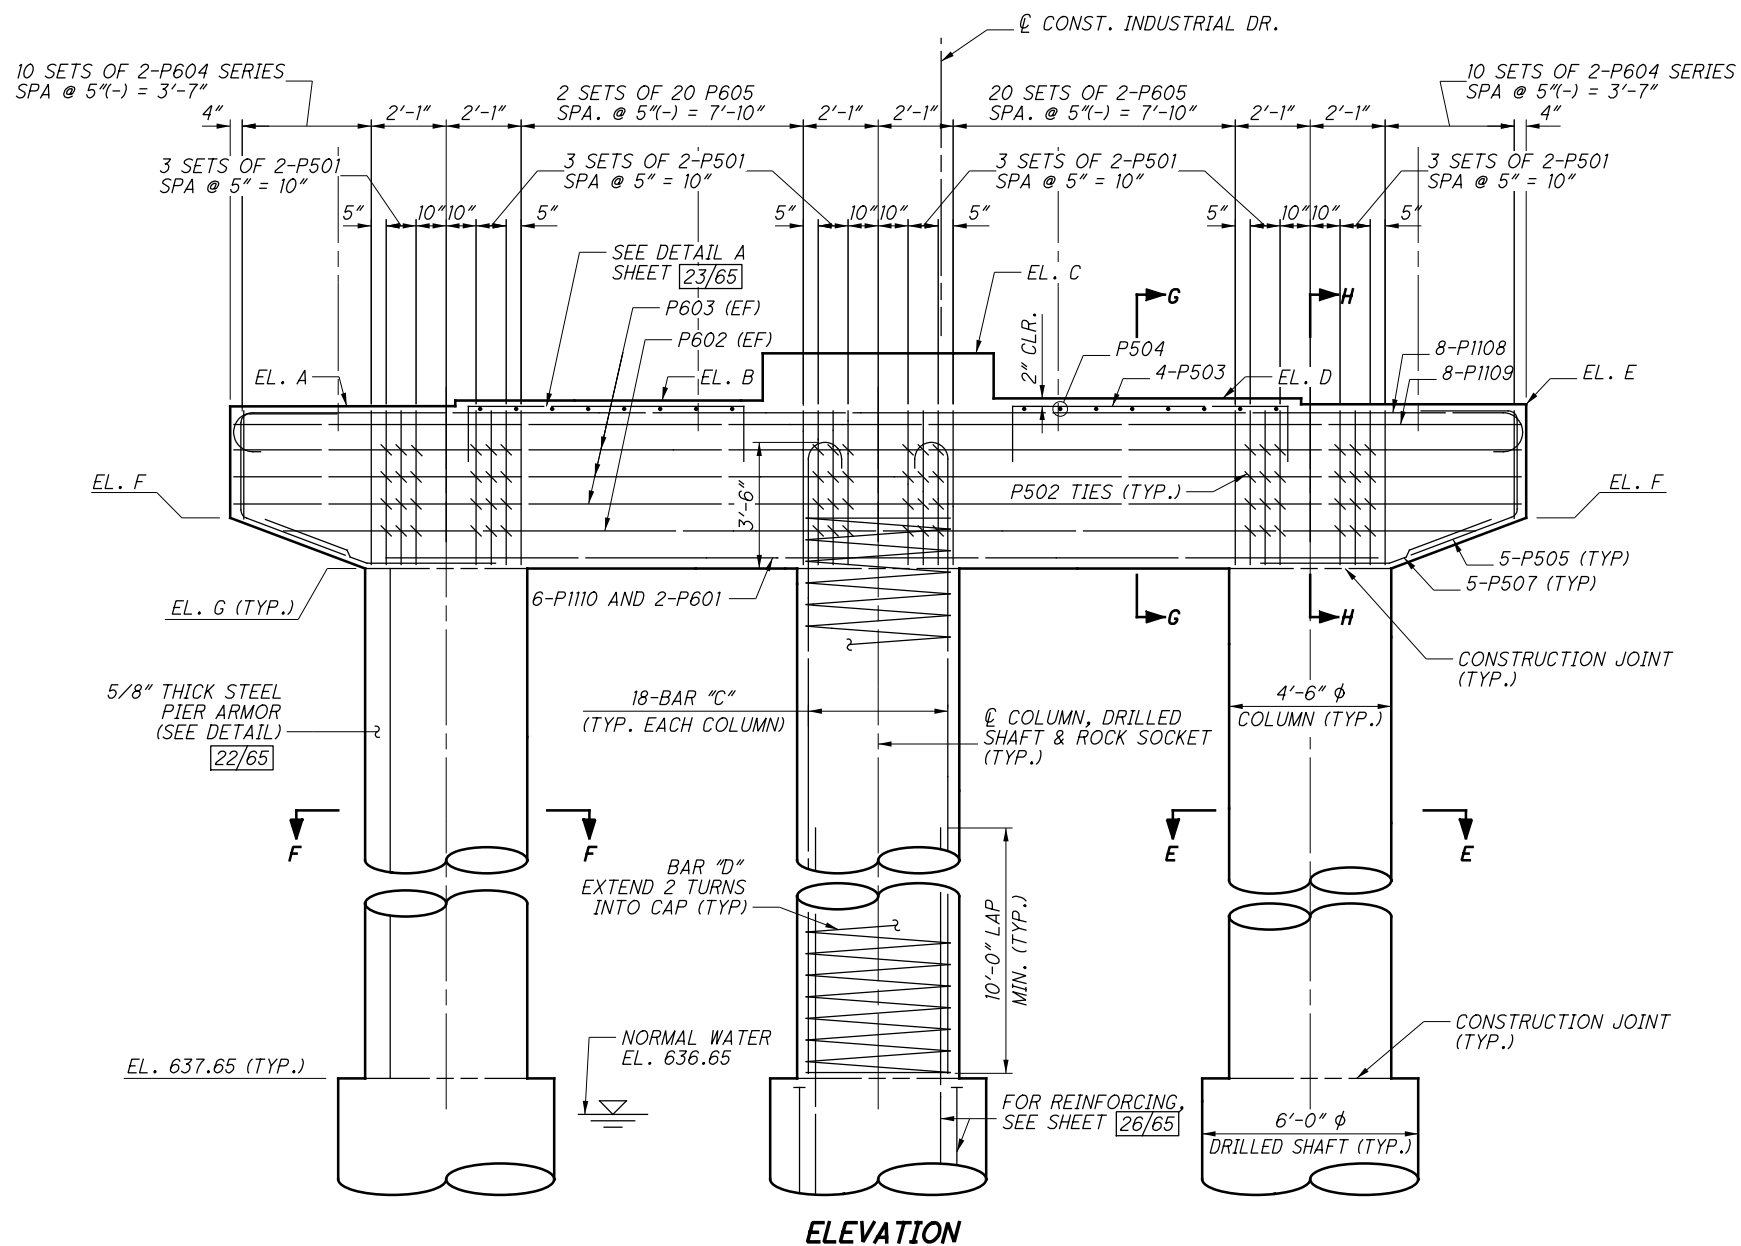 ℄ CONST. INDUSTRIAL DR.
10 SETS OF 2-P604 SERIES
SPA @ 5"(-) = 3'-7"
2 SETS OF 20 P605
SPA. @ 5"(-) = 7'-10"
20 SETS OF 2-P605
SPA. @ 5"(-) = 7'-10"
10 SETS OF 2-P604 SERIES
SPA @ 5"(-) = 3'-7"
4"
2'-1"
2'-1"
2'-1"
2'-1"
2'-1"
2'-1"
4"
3 SETS OF 2-P501
SPA @ 5" = 10"
3 SETS OF 2-P501
SPA @ 5" = 10"
3 SETS OF 2-P501
SPA @ 5" = 10"
3 SETS OF 2-P501
SPA @ 5" = 10"
5"
10"
10"
5"
5"
10"
10"
5"
5"
10"
10"
5"
SEE DETAIL A
SHEET 23/65
EL. C
G
H
P603 (EF)
P602 (EF)
2" CLR.
P504
8-P1108
4-P503
8-P1109
EL. A
EL. B
EL. D
EL. E
EL. F
3'-6"
P502 TIES (TYP.)
EL. F
5-P505 (TYP)
5-P507 (TYP)
EL. G (TYP.)
6-P1110 AND 2-P601
G
H
CONSTRUCTION JOINT
(TYP.)
5/8" THICK STEEL
PIER ARMOR
(SEE DETAIL)
22/65
18-BAR "C"
(TYP. EACH COLUMN)
℄ COLUMN, DRILLED
SHAFT & ROCK SOCKET
(TYP.)
4'-6" ϕ
COLUMN (TYP.)
F
F
E
E
BAR "D"
EXTEND 2 TURNS
INTO CAP (TYP)
10'-0" LAP
MIN. (TYP.)
NORMAL WATER
EL. 636.65
CONSTRUCTION JOINT
(TYP.)
EL. 637.65 (TYP.)
FOR REINFORCING,
SEE SHEET 26/65
6'-0" ϕ
DRILLED SHAFT (TYP.)
ELEVATION